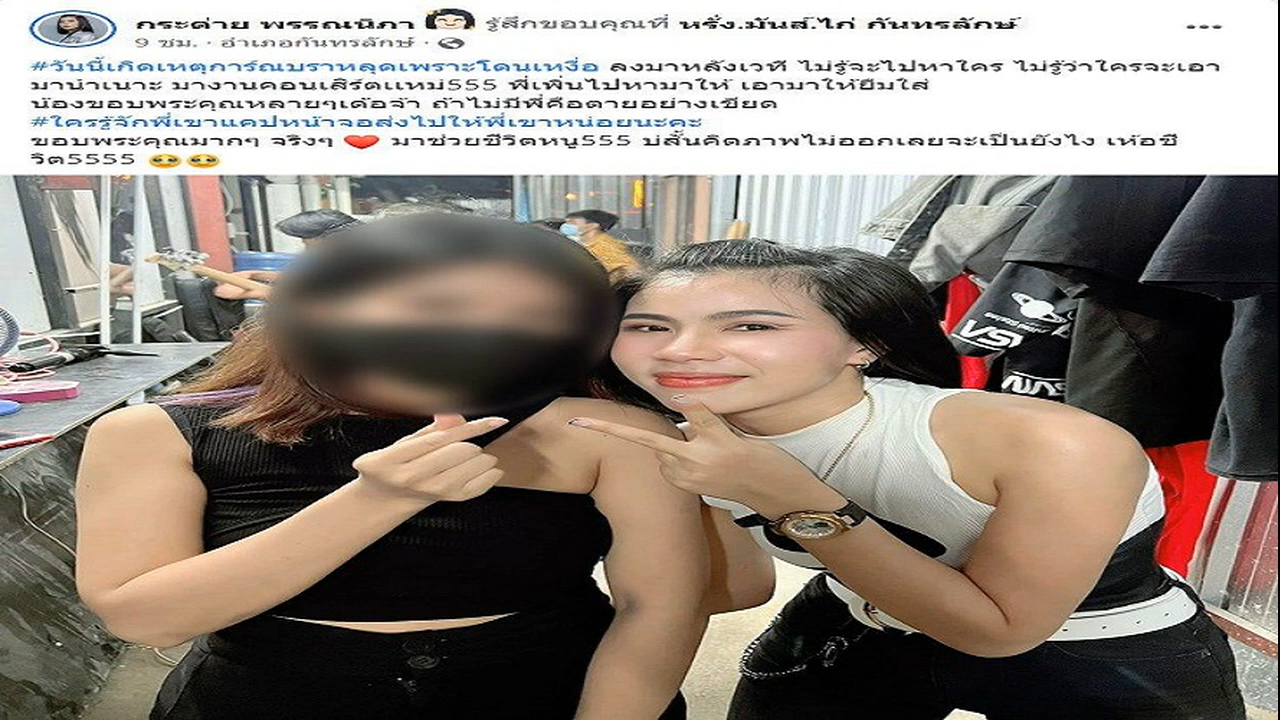 กระต่าย พรรณนิภา รู้สึกขอบคุณที่ หรั่ง.มันส์.ไก่ กันทรลักษ์
9 ชม. · อำเภอกันทรลักษ์ ·
#วันนี้เกิดเหตุการ์ณบราหลุดเพราะโดนเหงื่อ ลงมาหลังเวที ไม่รู้จะไปหาใคร ไม่รู้ว่าใครจะเอา
มานำเนาะ มางานคอนเสิร์ตแหม่555 พี่เพิ่นไปหามาให้ เอามาให้ยืมใส่
น้องขอบพระคุณหลายๆเด้อจ้า ถ้าไม่มีพี่คือตายอย่างเขียด
#ใครรู้จักพี่เขาแคปหน้าจอส่งไปให้พี่เขาหน่อยนะคะ
ขอบพระคุณมากๆ จริงๆ ❤️ มาช่วยชีวิตหนู555 บ่สั้นคิดภาพไม่ออกเลยจะเป็นยังไง เห้อชี
วิต5555 🥹🥹
VSV